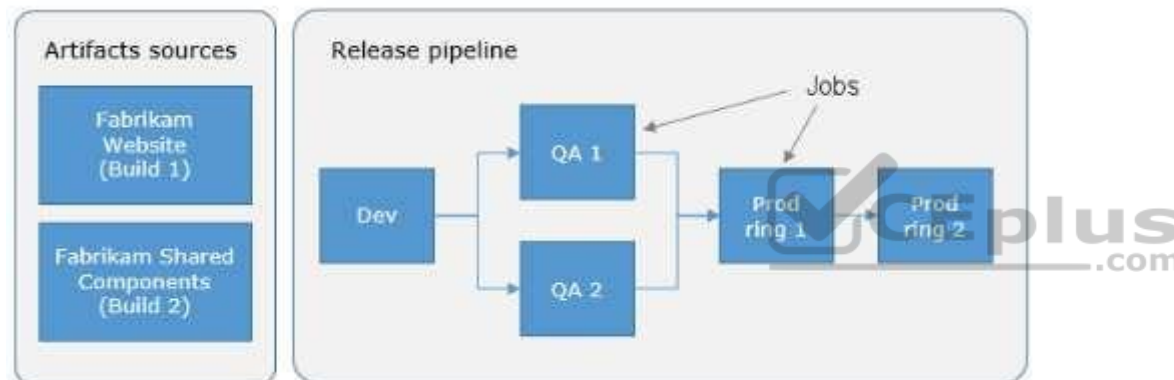 Artifacts sources
Fabrikam
Website
(Build 1)
Fabrikam Shared
Components
(Build 2)
Release pipeline
Jobs
Dev
QA 1
QA 2
Prod
ring 1
Prod
ring 2
CEplus
.com